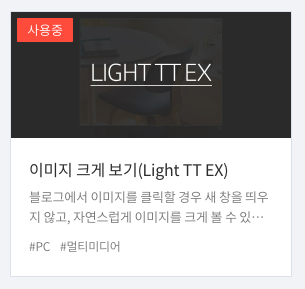 사용중
LIGHT TT EX
이미지 크게 보기(Light TT EX)
블로그에서 이미지를 클릭할 경우 새 창을 띄우
지 않고, 자연스럽게 이미지를 크게 볼 수 있…
#PC #멀티미디어